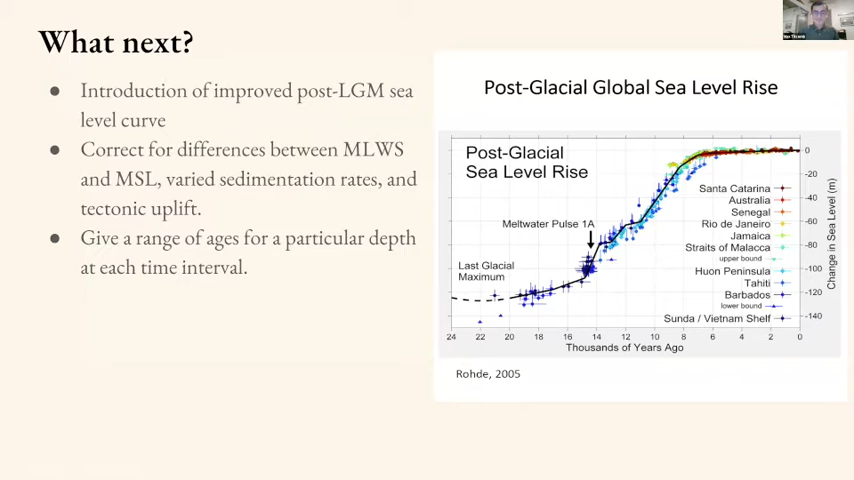 What next?
● Introduction of improved post-LGM sea
level curve
● Correct for differences between MLWS
and MSL, varied sedimentation rates, and
tectonic uplift.
● Give a range of ages for a particular depth
at each time interval.
Post-Glacial Global Sea Level Rise
Post-Glacial
Sea Level Rise
Meltwater Pulse 1A
Last Glacial
Maximum
Santa Catarina
Australia
Senegal
Rio de Janeiro
Jamaica
Straits of Malacca
upper bound
Huon Peninsula
Tahiti
Barbados
lower bound
Sunda / Vietnam Shelf
0
-20
-40
-60
-80
-100
-120
-140
Change in Sea Level (m)
24 22 20 18 16 14 12 10 8 6 4 2 0
Thousands of Years Ago
Rohde, 2005